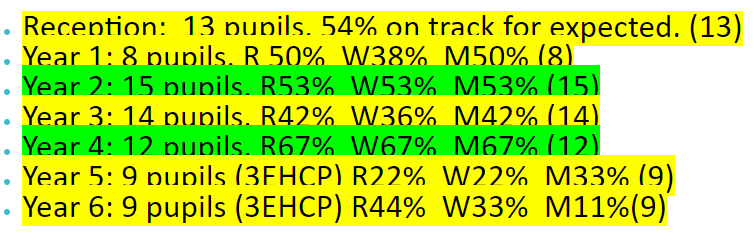 • Reception:  13 pupils. 54% on track for expected. (13)
• Year 1: 8 pupils. R 50%  W38%  M50% (8)
• Year 2: 15 pupils. R53%  W53%  M53% (15)
• Year 3: 14 pupils. R42%  W36%  M42% (14)
• Year 4: 12 pupils. R67%  W67%  M67% (12)
• Year 5: 9 pupils (3EHCP) R22%  W22%  M33% (9)
• Year 6: 9 pupils (3EHCP) R44%  W33%  M11%(9)